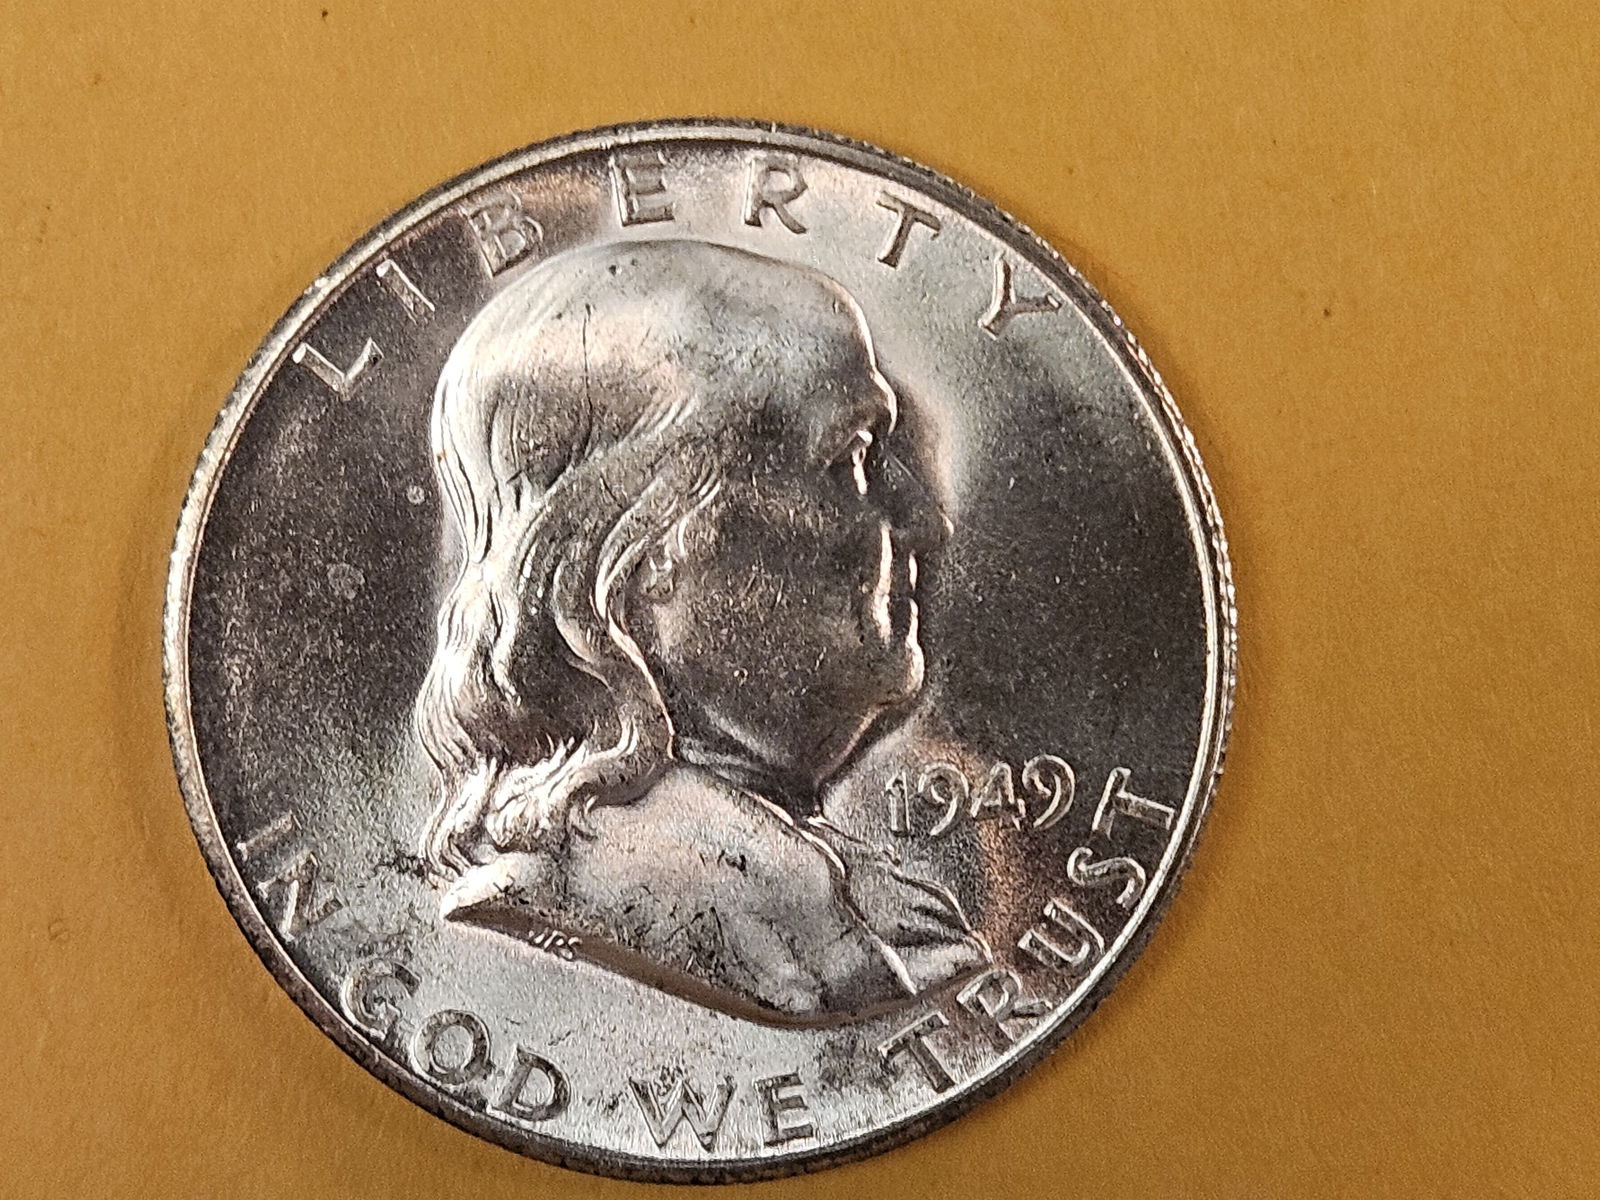 LIBERTY
1949
JRS
IN GOD WE TRUST